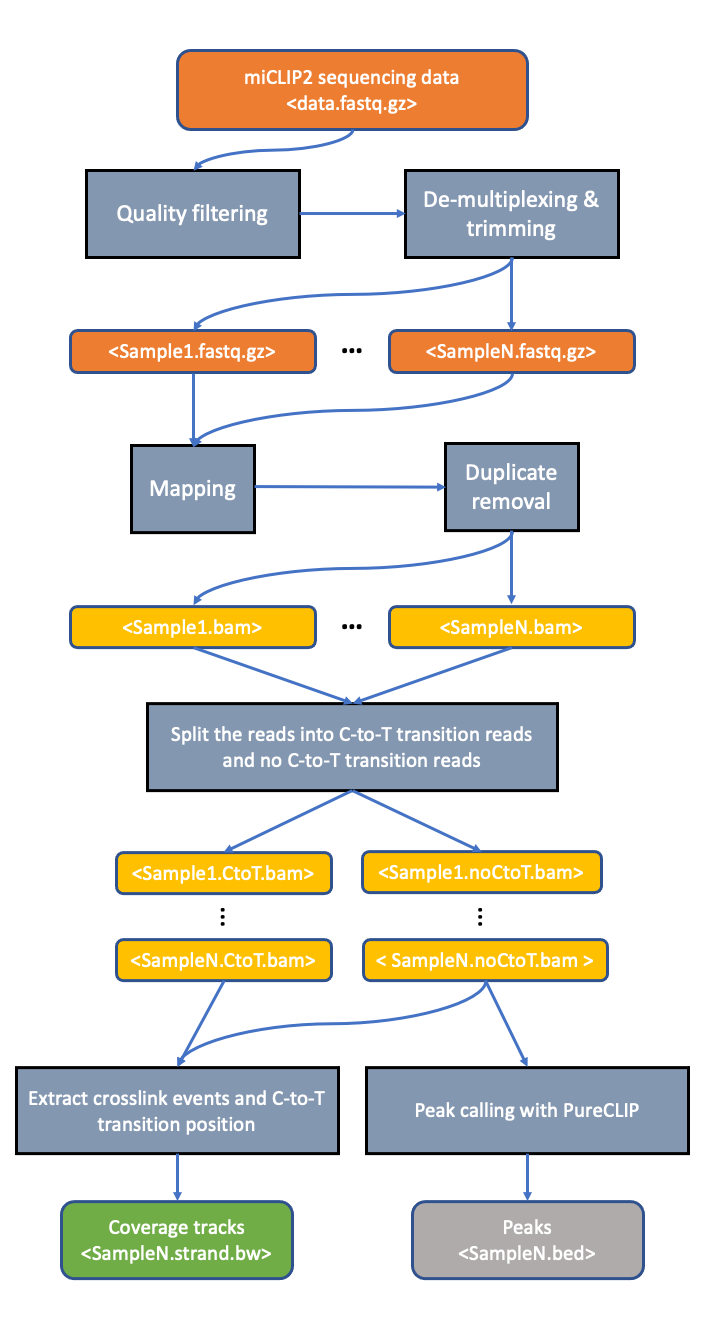 miCLIP2 sequencing data
<data.fastq.gz>
Quality filtering
De-multiplexing &
trimming
<Sample1.fastq.gz>
...
<SampleN.fastq.gz>
Mapping
Duplicate
removal
<Sample1.bam>
...
<SampleN.bam>
Split the reads into C-to-T transition reads
and no C-to-T transition reads
<Sample1.CtoT.bam>
<Sample1.noCtoT.bam>
...
...
<SampleN.CtoT.bam>
< SampleN.noCtoT.bam >
Extract crosslink events and C-to-T
transition position
Peak calling with PureCLIP
Coverage tracks
<SampleN.strand.bw>
Peaks
<SampleN.bed>